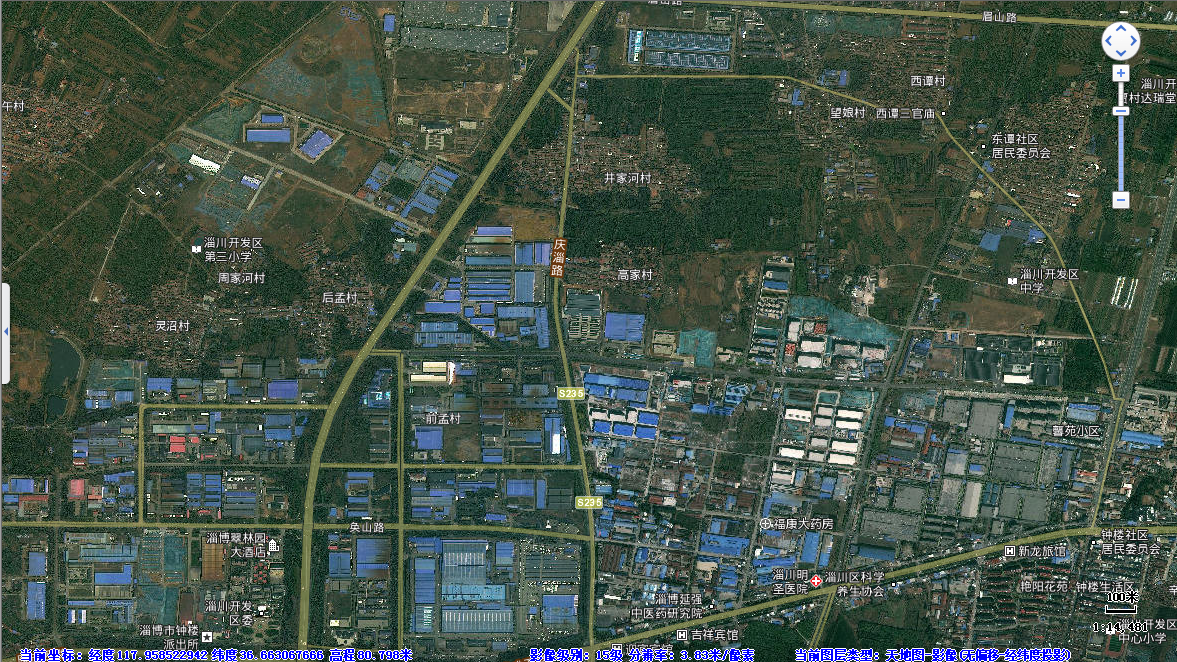 眉山路
西谭村
淄川开
午村
望娘村
西谭三官庙
东谭社区
居民委员会
井家河村
淄川开发区
第三小学
周家河村
庆淄路
高家村
淄川开发区
中学
后孟村
灵沼村
S235
前孟村
S235
奂山路
福康大药房
淄博翠林园
大酒店
钟楼社区
居民委员会
新龙旅馆
淄川明
圣医院
淄川区科学
养生协会
艳阳花苑
钟楼生活区
淄川开发
区委
淄博延强
中医药研究院
淄博市钟楼
派出所
吉祥宾馆
淄川开发区
中心小学
当前坐标：经度117.958522942 纬度36.663067666 高程80.798米
影像级别：15级 分辨率：3.83米/像素
当前图层类型：天地图-影像(无偏移-经纬度投影)